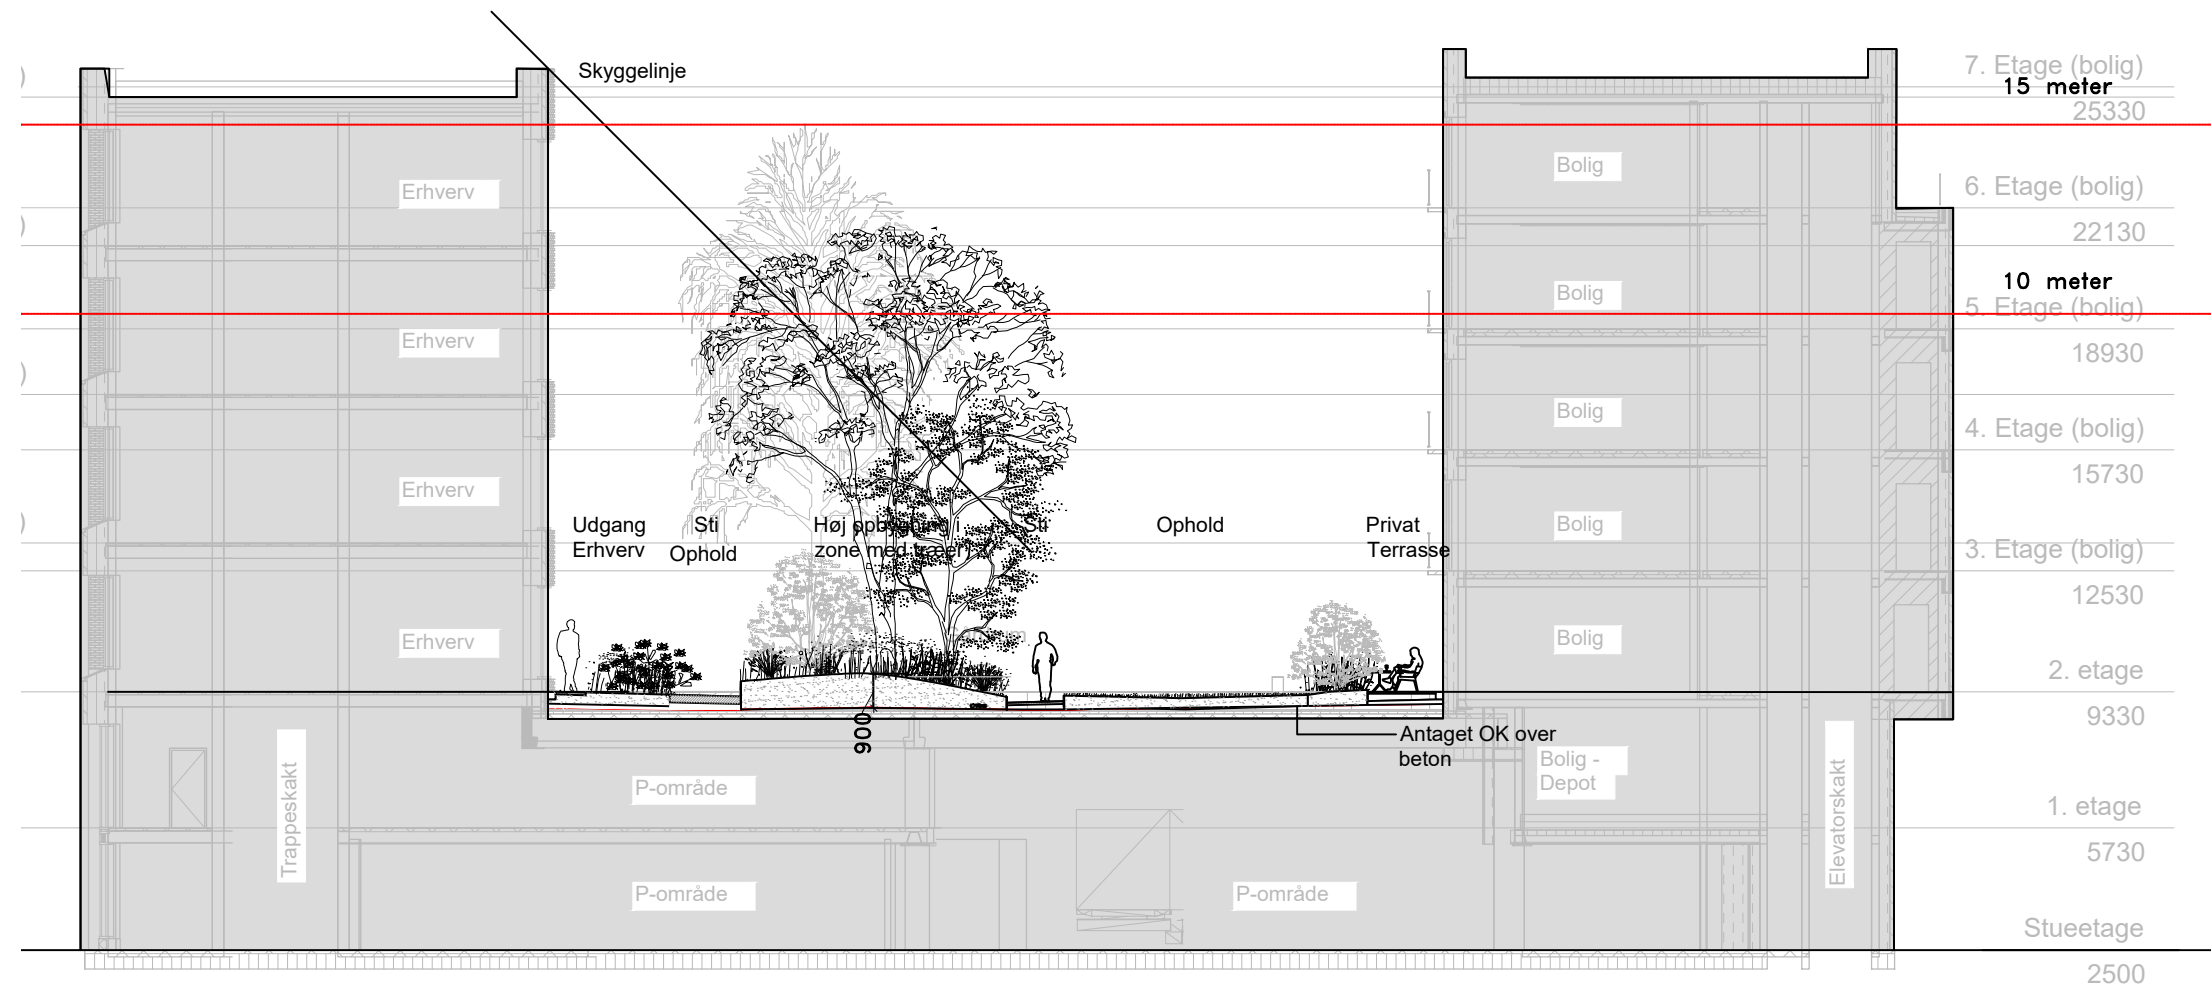 Skyggelinje
7. Etage (bolig)
15 meter
25330
Bolig
6. Etage (bolig)
Erhverv
22130
10 meter
Bolig
5. Etage (bolig)
Erhverv
18930
Bolig
4. Etage (bolig)
15730
Erhverv
Udgang
Erhverv
Sti
Ophold
Høj opbygning i
zone med træer
Sti
Ophold
Privat
Terrasse
Bolig
3. Etage (bolig)
12530
Erhverv
Bolig
2. etage
9330
900
Antaget OK over
beton
Bolig -
Depot
P-område
Trappeskakt
Elevatorskakt
1. etage
5730
P-område
P-område
Stueetage
2500